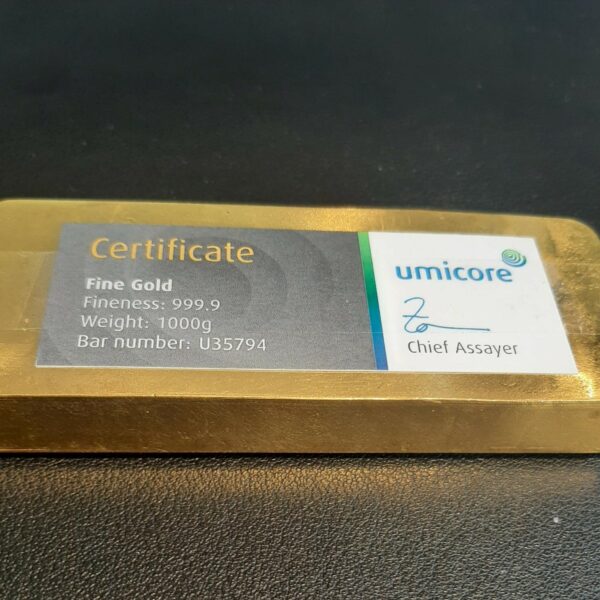 Certificate
Fine Gold
Fineness: 999.9
Weight: 1000g
Bar number: U35794
umicore
Chief Assayer